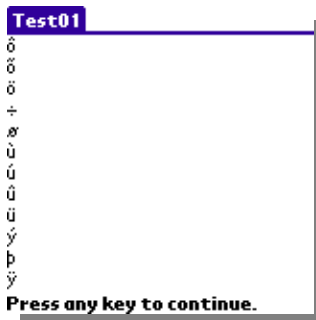 Test01
ô
õ
ö
÷
ø
ù
ú
û
ü
ý
þ
ÿ
Press any key to continue.